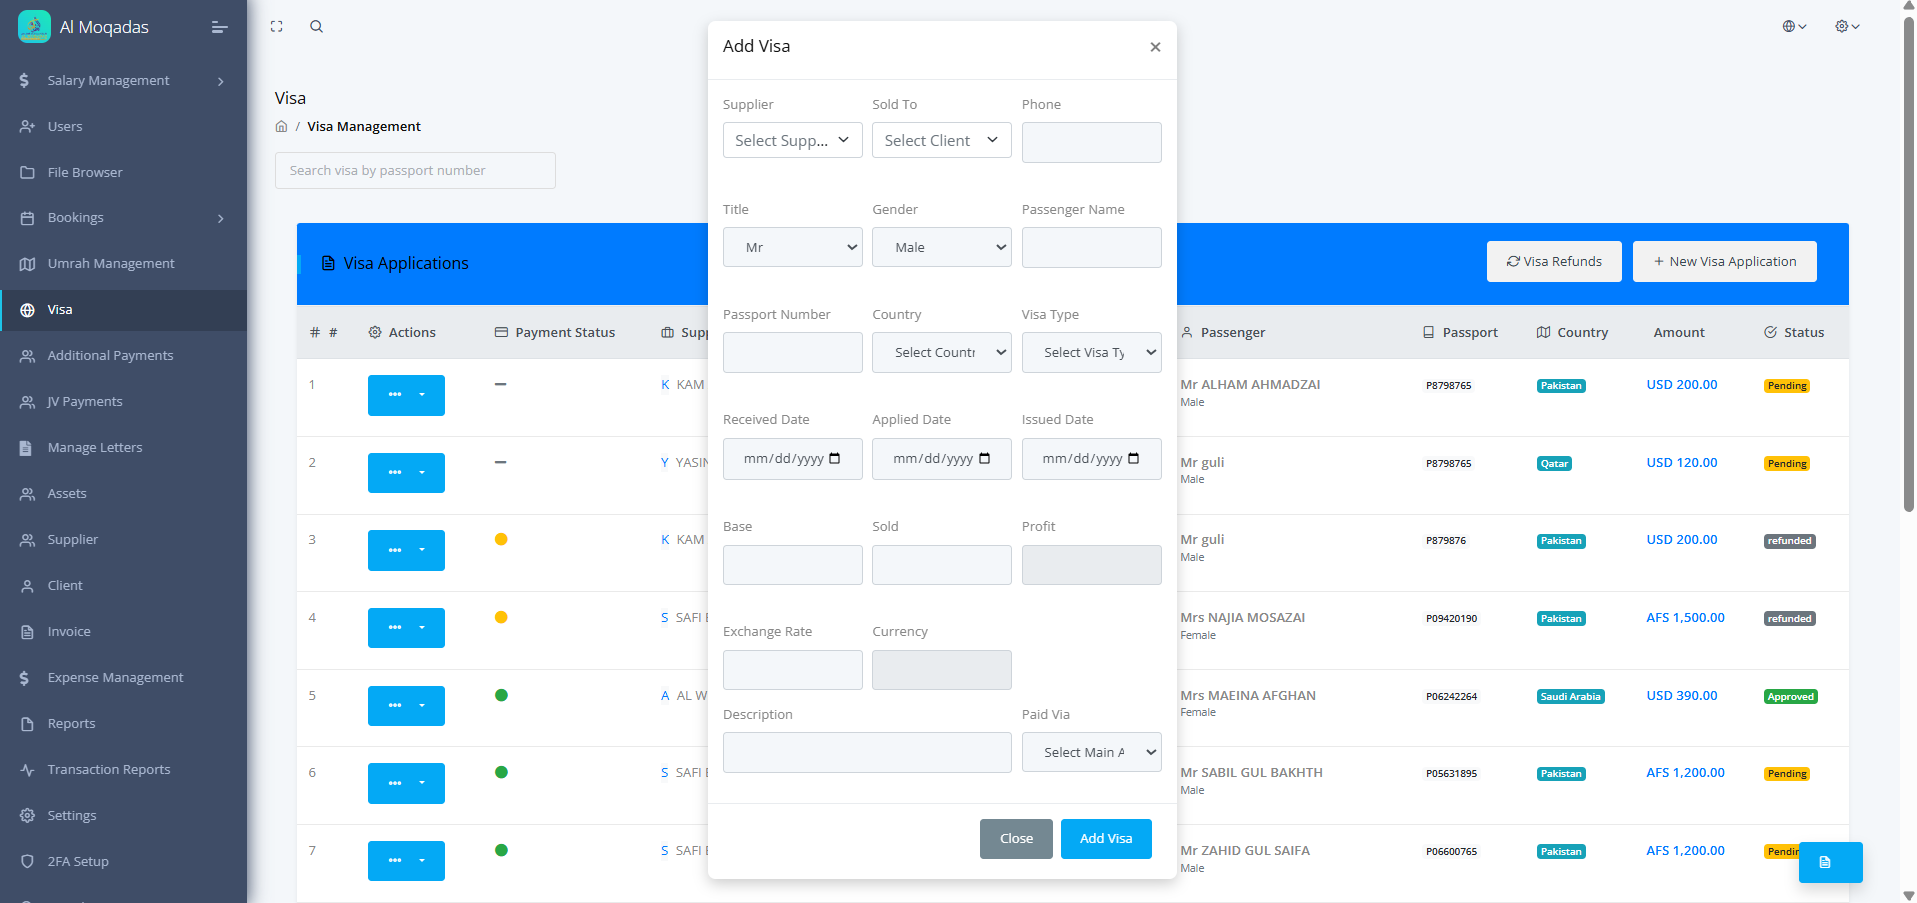 Al Moqadas
Salary Management
Users
File Browser
Bookings
Umrah Management
Visa
Additional Payments
JV Payments
Manage Letters
Assets
Supplier
Client
Invoice
Expense Management
Reports
Transaction Reports
Settings
2FA Setup
Visa
/ Visa Management
Search visa by passport number
Visa Applications
Visa Refunds
+ New Visa Application
# # Actions Payment Status Supp Passenger Passport Country Amount Status
1 K KAM Mr ALHAM AHMADZAI P8798765 Pakistan USD 200.00 Pending
Male
2 Y YASIN Mr guli P8798765 Qatar USD 120.00 Pending
Male
3 K KAM Mr guli P879876 Pakistan USD 200.00 refunded
Male
4 S SAFI Mrs NAJIA MOSAZAI P09420190 Pakistan AFS 1,500.00 refunded
Female
5 A AL W Mrs MAEINA AFGHAN P06242264 Saudi Arabia USD 390.00 Approved
Female
6 S SAFI Mr SABIL GUL BAKHTH P05631895 Pakistan AFS 1,200.00 Pending
Male
7 S SAFI Mr ZAHID GUL SAIFA P06600765 Pakistan AFS 1,200.00 Pendin
Male
Add Visa ×
Supplier Sold To Phone
Select Supp... Select Client
Title Gender Passenger Name
Mr Male
Passport Number Country Visa Type
Select Countr Select Visa Ty
Received Date Applied Date Issued Date
mm/dd/yyyy mm/dd/yyyy mm/dd/yyyy
Base Sold Profit
Exchange Rate Currency
Description Paid Via
Select Main A
Close Add Visa